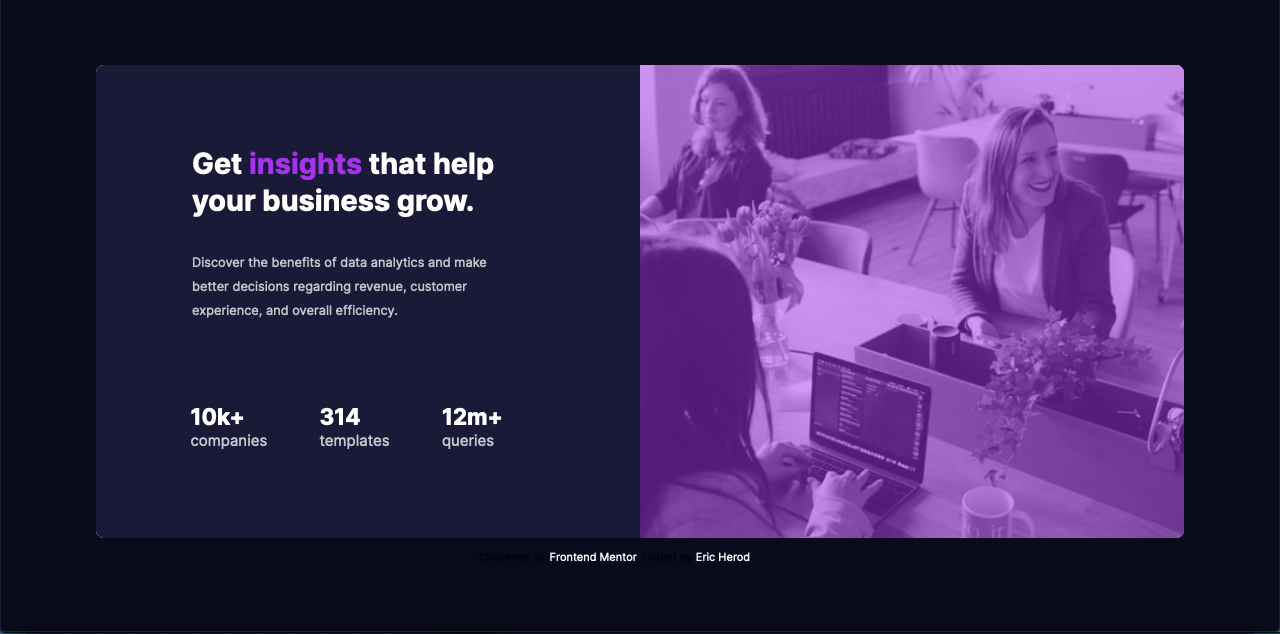 Get insights that help
your business grow.
Discover the benefits of data analytics and make
better decisions regarding revenue, customer
experience, and overall efficiency.
10k+ 314 12m+
companies templates queries
Challenge by Frontend Mentor. Coded by Eric Herod